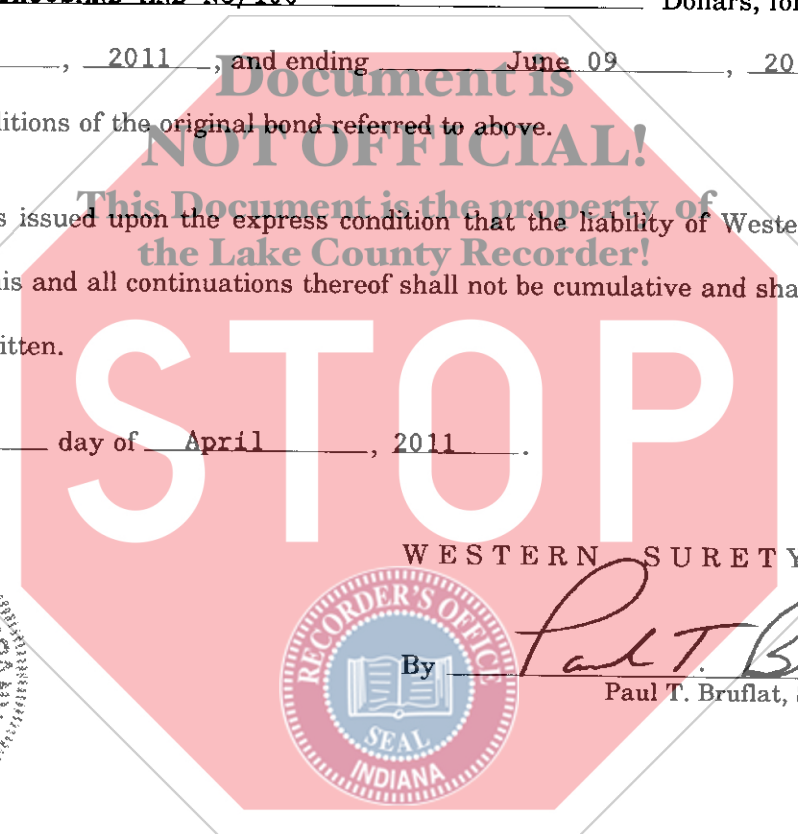 Dollars, fo
, 2011 , and ending June 09 , 20
ditions of the original bond referred to above.
s issued upon the express condition that the liability of Weste
is and all continuations thereof shall not be cumulative and sha
itten.
day of April , 2011 .
WESTERN SURETY
By Paul T. B
Paul T. Bruflat,
Document is
NOT OFFICIAL!
This Document is the property of
the Lake County Recorder!
STOP
RECORDER'S OFFICE
SEAL
INDIANA